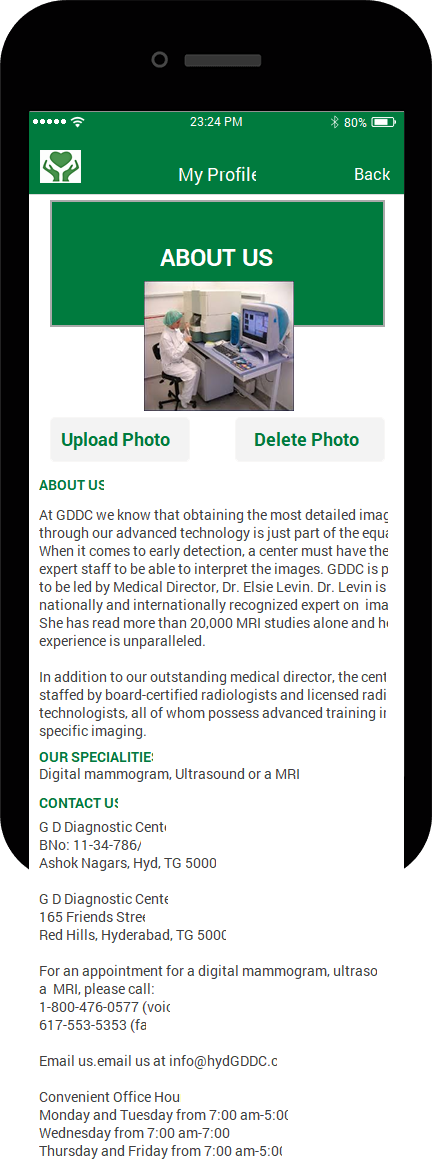 23:24 PM
80%
My Profile
Back
ABOUT US
Upload Photo
Delete Photo
ABOUT US
At GDDC we know that obtaining the most detailed imag
through our advanced technology is just part of the equa
When it comes to early detection, a center must have the
expert staff to be able to interpret the images. GDDC is p
to be led by Medical Director, Dr. Elsie Levin. Dr. Levin is
nationally and internationally recognized expert on ima
She has read more than 20,000 MRI studies alone and he
experience is unparalleled.
In addition to our outstanding medical director, the cent
staffed by board-certified radiologists and licensed radi
technologists, all of whom possess advanced training in
specific imaging.
OUR SPECIALITIES
Digital mammogram, Ultrasound or a MRI
CONTACT US
G D Diagnostic Cente
BNo: 11-34-786/
Ashok Nagars, Hyd, TG 5000
G D Diagnostic Cente
165 Friends Stree
Red Hills, Hyderabad, TG 5000
For an appointment for a digital mammogram, ultraso
a MRI, please call:
1-800-476-0577 (voic
617-553-5353 (fa
Email us.email us at info@hydGDDC.c
Convenient Office Hou
Monday and Tuesday from 7:00 am-5:00
Wednesday from 7:00 am-7:00
Thursday and Friday from 7:00 am-5:00